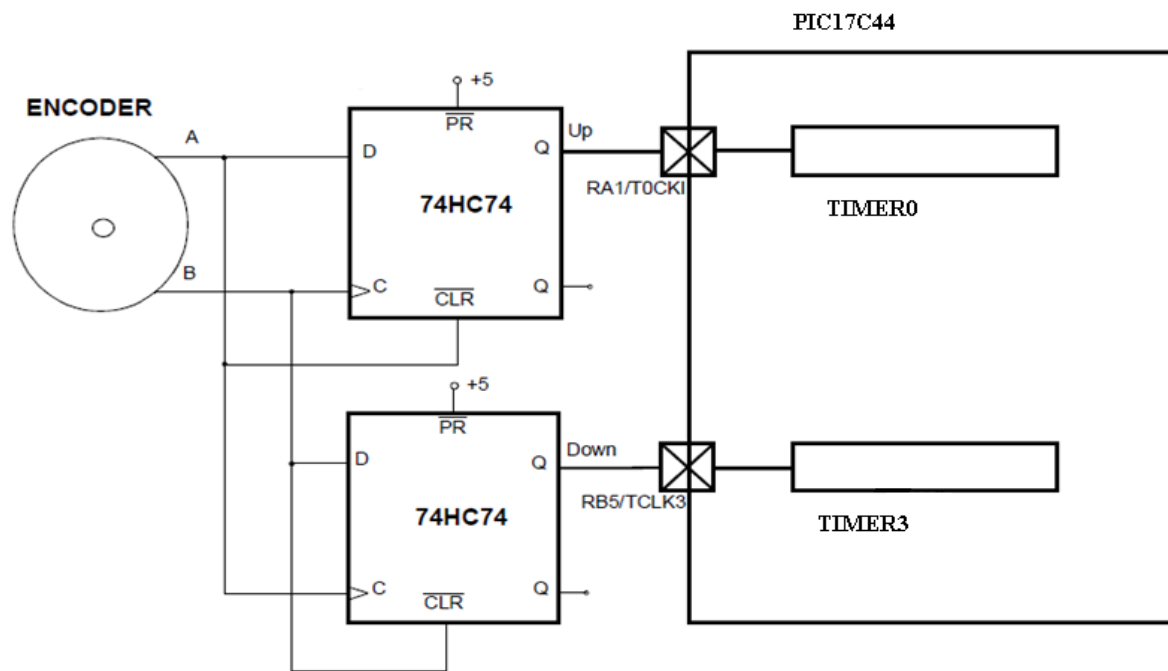 PIC17C44
ENCODER
+5
A
PR
D
Q
Up
RA1/T0CKI
TIMER0
74HC74
B
C
CLR
Q
+5
PR
D
Q
Down
RB5/TCLK3
TIMER3
74HC74
C
CLR
Q